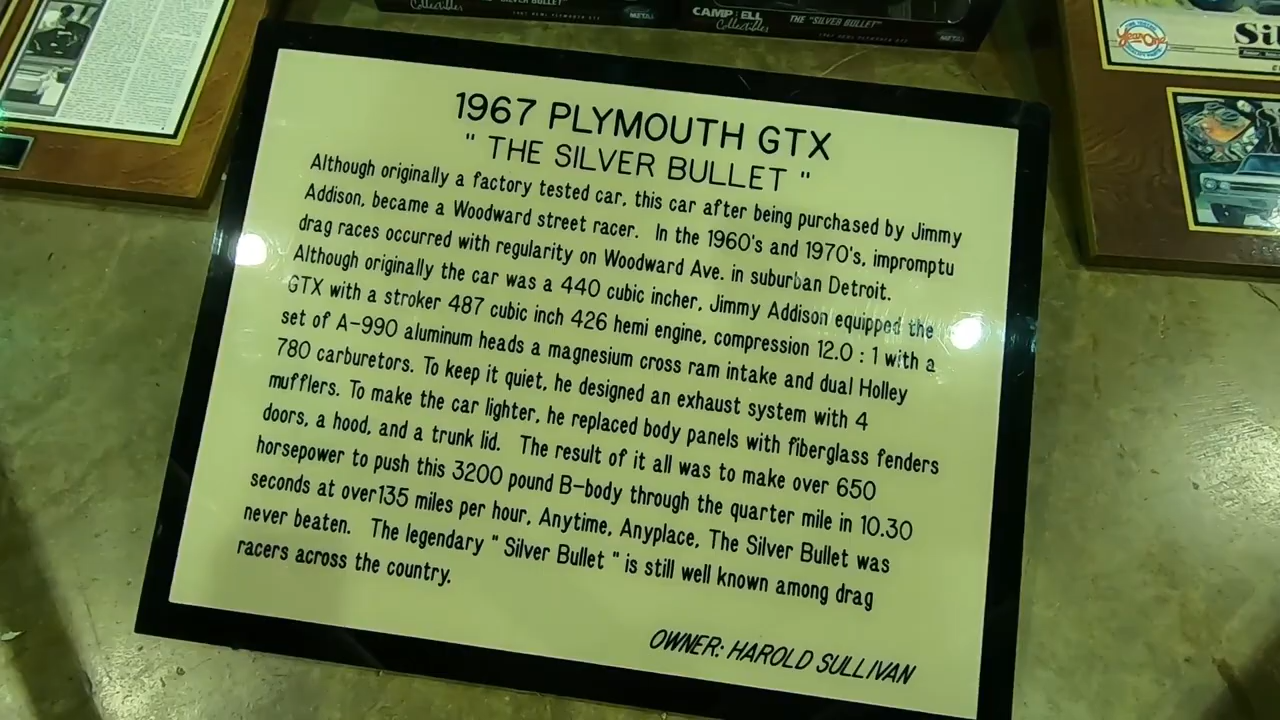 Collectibles
CAMPBELL
Collectibles
THE "SILVER BULLET"
1967 PLYMOUTH GTX
" THE SILVER BULLET "
Although originally a factory tested car, this car after being purchased by Jimmy
Addison, became a Woodward street racer. In the 1960's and 1970's, impromptu
drag races occurred with regularity on Woodward Ave. in suburban Detroit.
Although originally the car was a 440 cubic incher, Jimmy Addison equipped the
GTX with a stroker 487 cubic inch 426 hemi engine, compression 12.0 : 1 with a
set of A-990 aluminum heads a magnesium cross ram intake and dual Holley
780 carburetors. To keep it quiet, he designed an exhaust system with 4
mufflers. To make the car lighter, he replaced body panels with fiberglass fenders
doors, a hood, and a trunk lid. The result of it all was to make over 650
horsepower to push this 3200 pound B-body through the quarter mile in 10.30
seconds at over135 miles per hour, Anytime, Anyplace, The Silver Bullet was
never beaten. The legendary " Silver Bullet " is still well known among drag
racers across the country.
OWNER: HAROLD SULLIVAN
YearOne
Sil